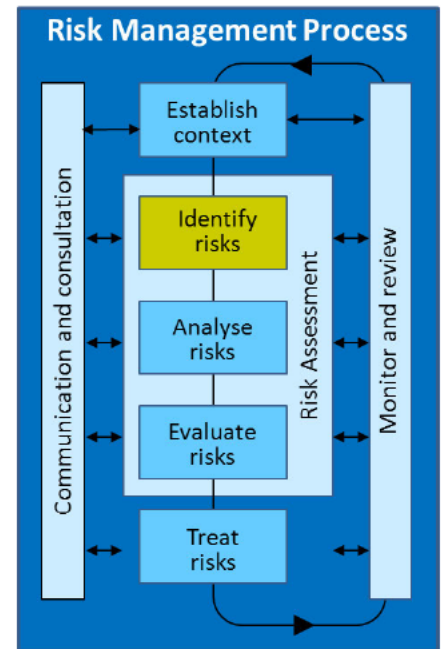 Risk Management Process
Establish
context
Identify
risks
Analyse
risks
Evaluate
risks
Treat
risks
Communication and consultation
Risk Assessment
Monitor and review